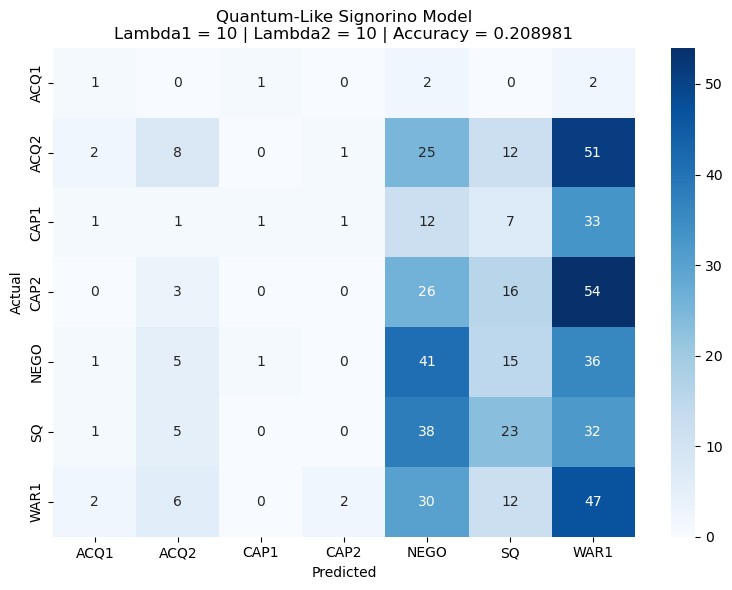 Quantum-Like Signorino Model
Lambda1 = 10 | Lambda2 = 10 | Accuracy = 0.208981
ACQ1 1 0 1 0 2 0 2
ACQ2 2 8 0 1 25 12 51
CAP1 1 1 1 1 12 7 33
CAP2 0 3 0 0 26 16 54
NEGO 1 5 1 0 41 15 36
SQ 1 5 0 0 38 23 32
WAR1 2 6 0 2 30 12 47
ACQ1 ACQ2 CAP1 CAP2 NEGO SQ WAR1
Predicted
Actual
50
40
30
20
10
0